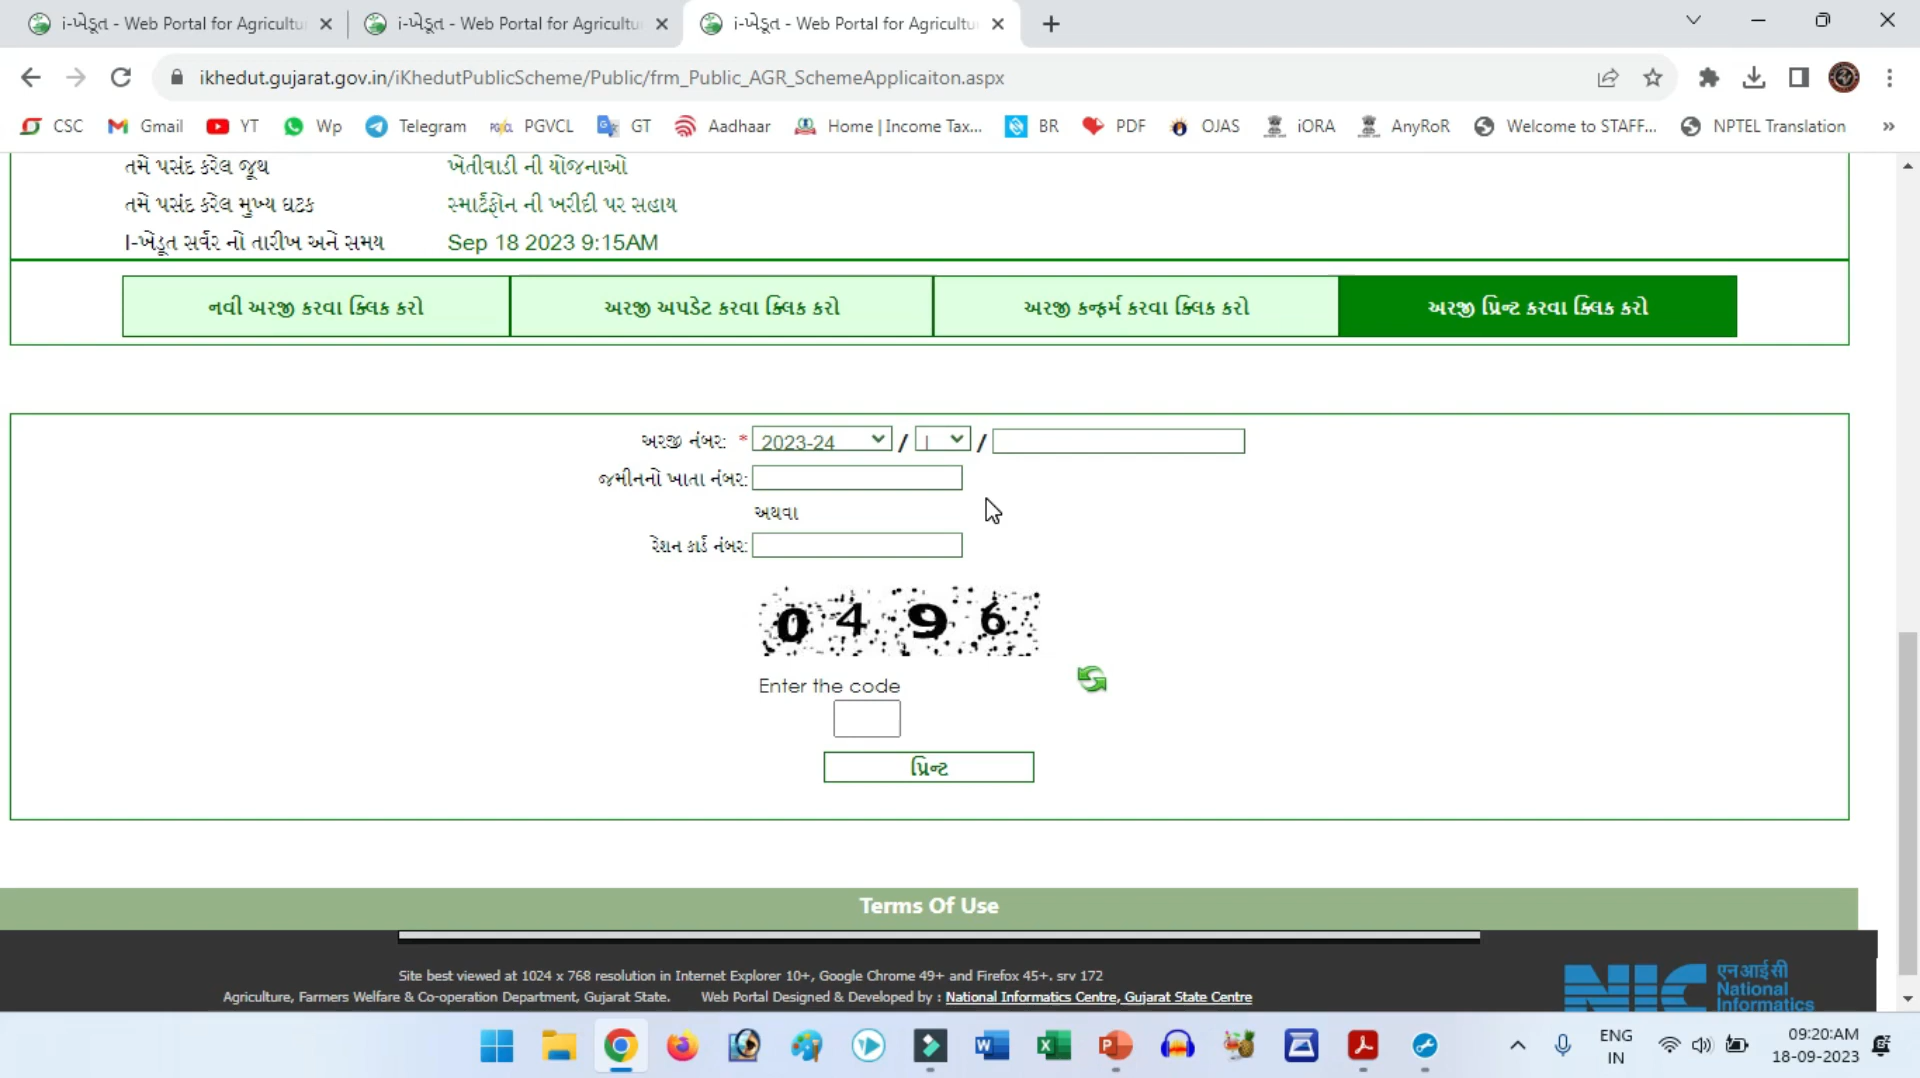 i-ખેડૂત - Web Portal for Agricultu
i-ખેડૂત - Web Portal for Agricultu
i-ખેડૂત - Web Portal for Agricultu
ikhedut.gujarat.gov.in/iKhedutPublicScheme/Public/frm_Public_AGR_SchemeApplicaiton.aspx
CSC Gmail YT Wp Telegram PGVCL GT Aadhaar Home | Income Tax... BR PDF OJAS iORA AnyRoR Welcome to STAFF... NPTEL Translation »
તમે પસંદ કરેલ જૂથ ખેતીવાડી ની યોજનાઓ
તમે પસંદ કરેલ મુખ્ય ઘટક સ્માર્ટફોન ની ખરીદી પર સહાય
I-ખેડૂત સર્વર નો તારીખ અને સમય Sep 18 2023 9:15AM
નવી અરજી કરવા ક્લિક કરો અરજી અપડેટ કરવા ક્લિક કરો અરજી કન્ફર્મ કરવા ક્લિક કરો અરજી પ્રિન્ટ કરવા ક્લિક કરો
અરજી નંબર: * 2023-24 / I /
જમીનનો ખાતા નંબર:
અથવા
રેશન કાર્ડ નંબર:
0496
Enter the code
પ્રિન્ટ
Terms Of Use
Site best viewed at 1024 x 768 resolution in Internet Explorer 10+, Google Chrome 49+ and Firefox 45+. srv 172
Agriculture, Farmers Welfare & Co-operation Department, Gujarat State. Web Portal Designed & Developed by : National Informatics Centre, Gujarat State Centre
NIC एनआईसी
National
Informatics
ENG
IN
09:20:AM
18-09-2023